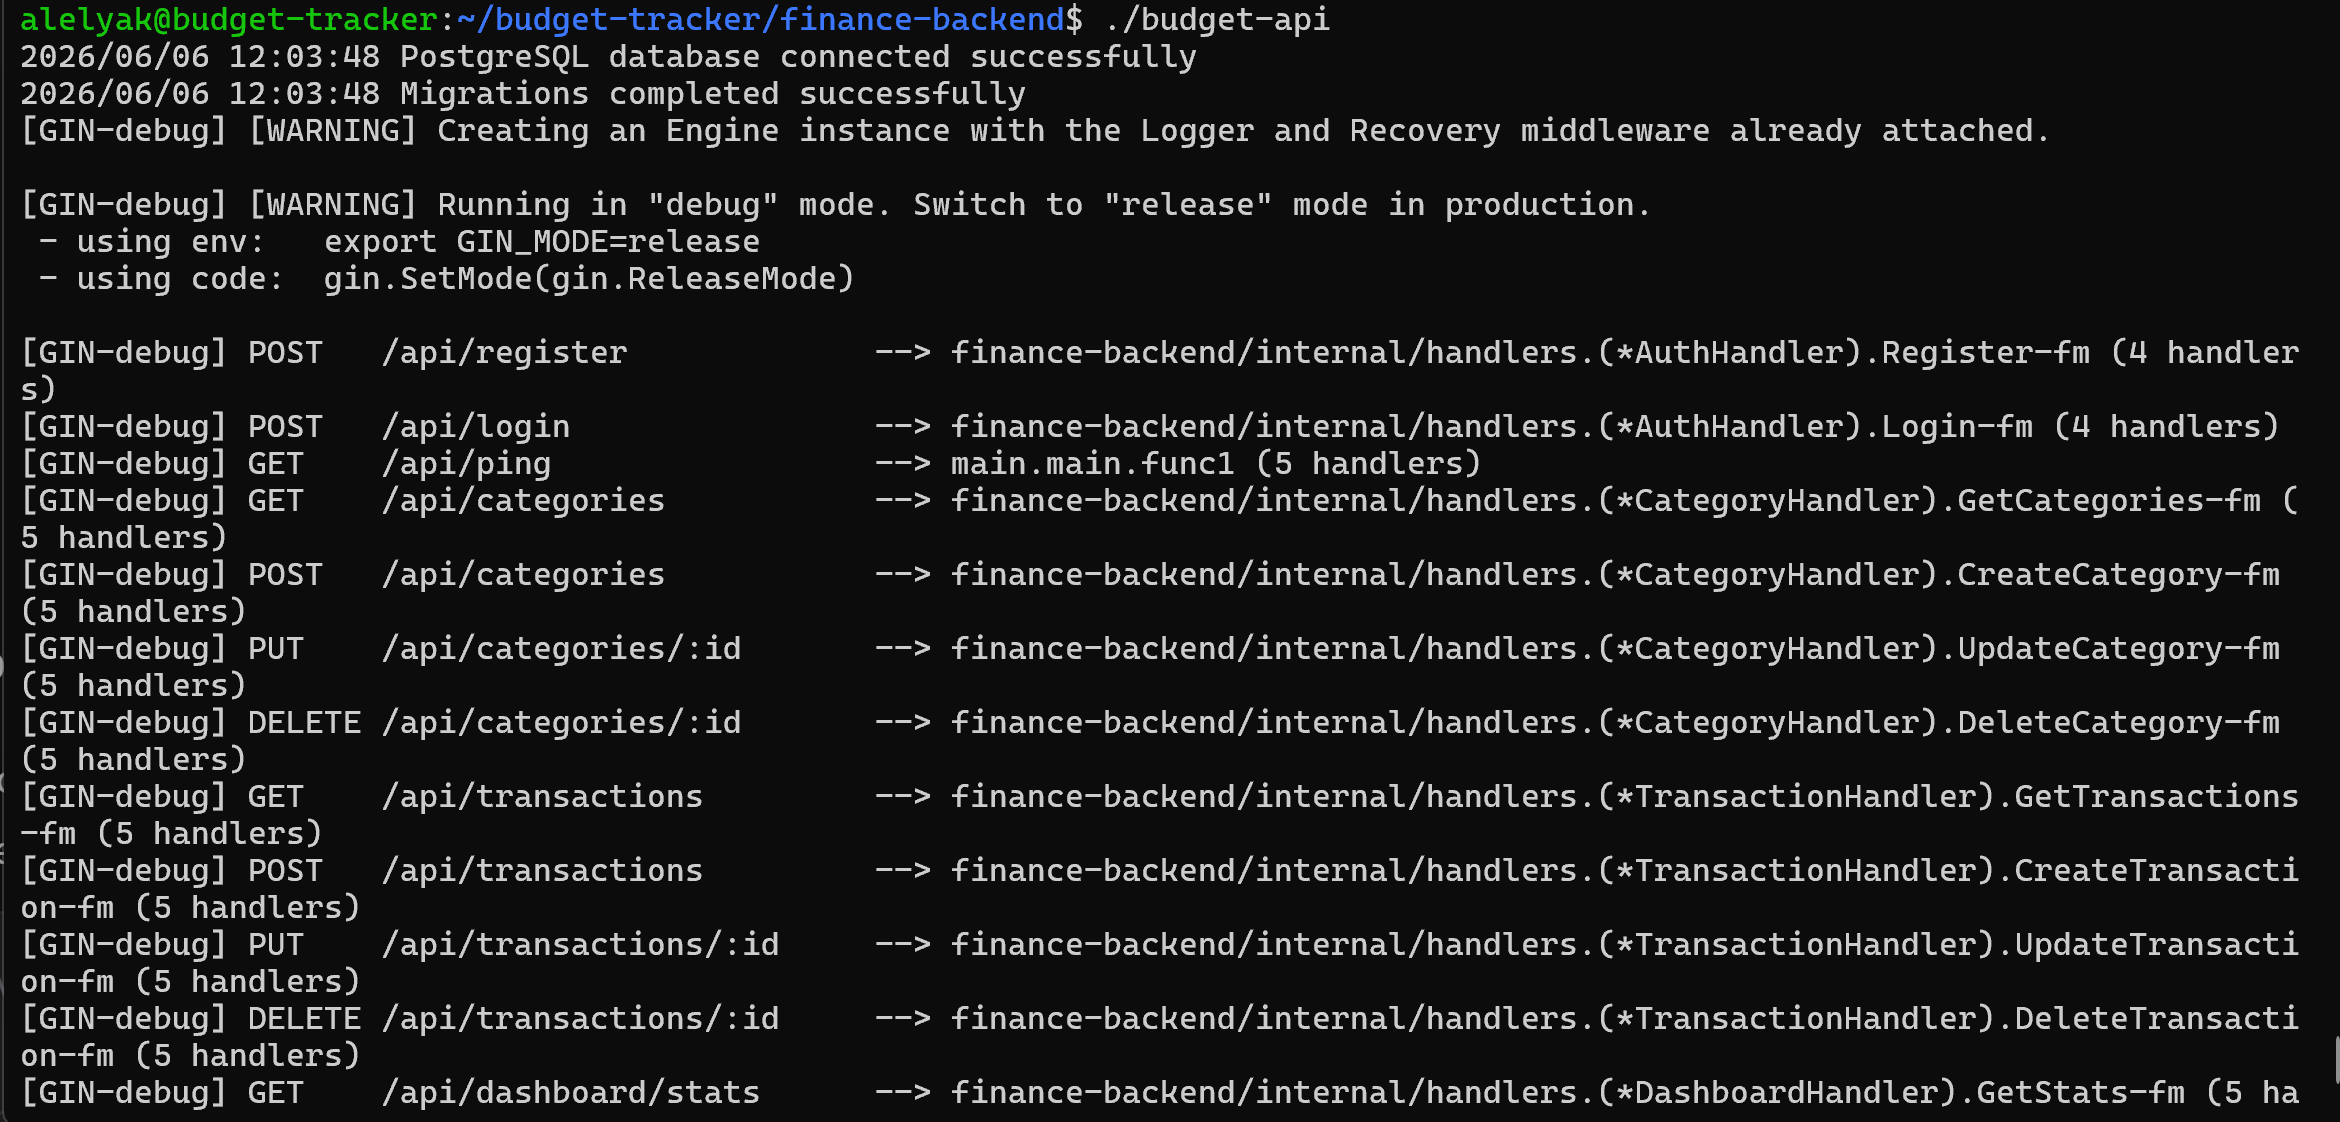 alelyak@budget-tracker:~/budget-tracker/finance-backend$ ./budget-api
2026/06/06 12:03:48 PostgreSQL database connected successfully
2026/06/06 12:03:48 Migrations completed successfully
[GIN-debug] [WARNING] Creating an Engine instance with the Logger and Recovery middleware already attached.

[GIN-debug] [WARNING] Running in "debug" mode. Switch to "release" mode in production.
 - using env:   export GIN_MODE=release
 - using code:  gin.SetMode(gin.ReleaseMode)

[GIN-debug] POST   /api/register             --> finance-backend/internal/handlers.(*AuthHandler).Register-fm (4 handler
s)
[GIN-debug] POST   /api/login                --> finance-backend/internal/handlers.(*AuthHandler).Login-fm (4 handlers)
[GIN-debug] GET    /api/ping                 --> main.main.func1 (5 handlers)
[GIN-debug] GET    /api/categories           --> finance-backend/internal/handlers.(*CategoryHandler).GetCategories-fm (
5 handlers)
[GIN-debug] POST   /api/categories           --> finance-backend/internal/handlers.(*CategoryHandler).CreateCategory-fm
(5 handlers)
[GIN-debug] PUT    /api/categories/:id       --> finance-backend/internal/handlers.(*CategoryHandler).UpdateCategory-fm
(5 handlers)
[GIN-debug] DELETE /api/categories/:id       --> finance-backend/internal/handlers.(*CategoryHandler).DeleteCategory-fm
(5 handlers)
[GIN-debug] GET    /api/transactions         --> finance-backend/internal/handlers.(*TransactionHandler).GetTransactions
-fm (5 handlers)
[GIN-debug] POST   /api/transactions         --> finance-backend/internal/handlers.(*TransactionHandler).CreateTransacti
on-fm (5 handlers)
[GIN-debug] PUT    /api/transactions/:id     --> finance-backend/internal/handlers.(*TransactionHandler).UpdateTransacti
on-fm (5 handlers)
[GIN-debug] DELETE /api/transactions/:id     --> finance-backend/internal/handlers.(*TransactionHandler).DeleteTransacti
on-fm (5 handlers)
[GIN-debug] GET    /api/dashboard/stats      --> finance-backend/internal/handlers.(*DashboardHandler).GetStats-fm (5 ha